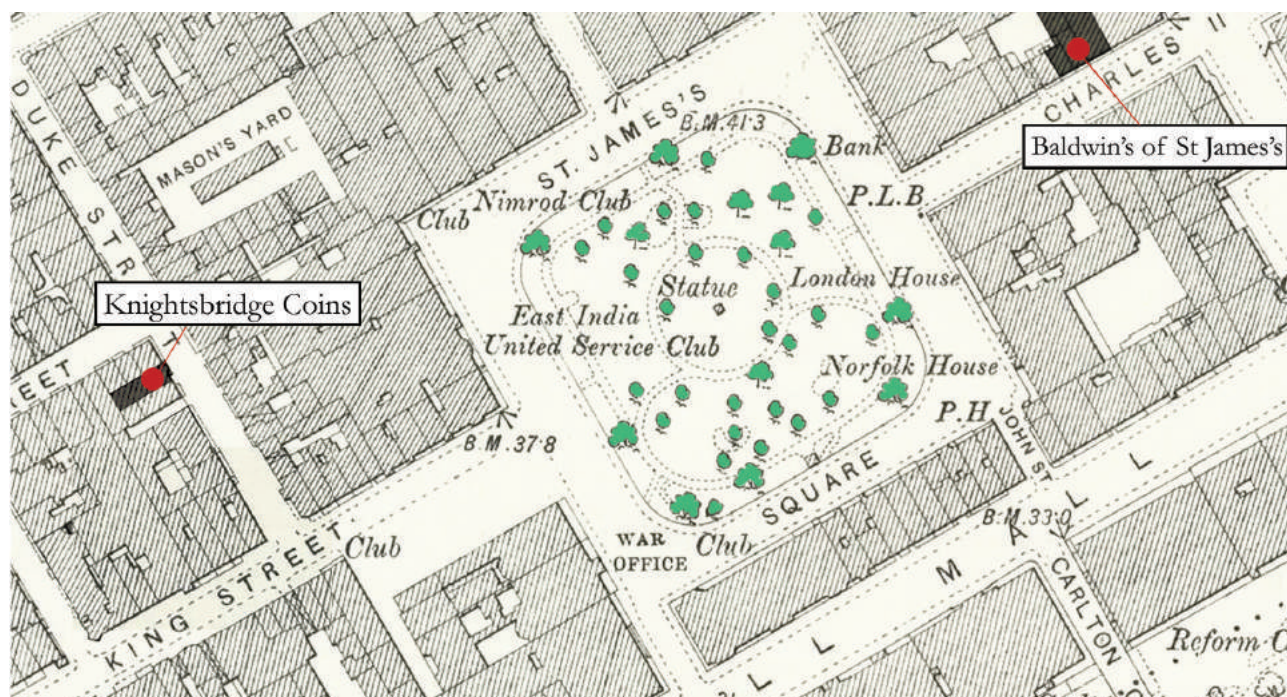 DUKE STREET
MASON'S YARD
ST. JAMES'S
B.M.41·3
Bank
P.L.B
CHARLES II
Baldwin's of St James's
Club
Nimrod Club
Statue
London House
East India
United Service Club
Knightsbridge Coins
REET
Norfolk House
P.H.
JOHN ST
B.M.37·8
SQUARE
KING STREET
Club
WAR
OFFICE
Club
B.M.33·0
LL MALL
CARLTON
Reform C